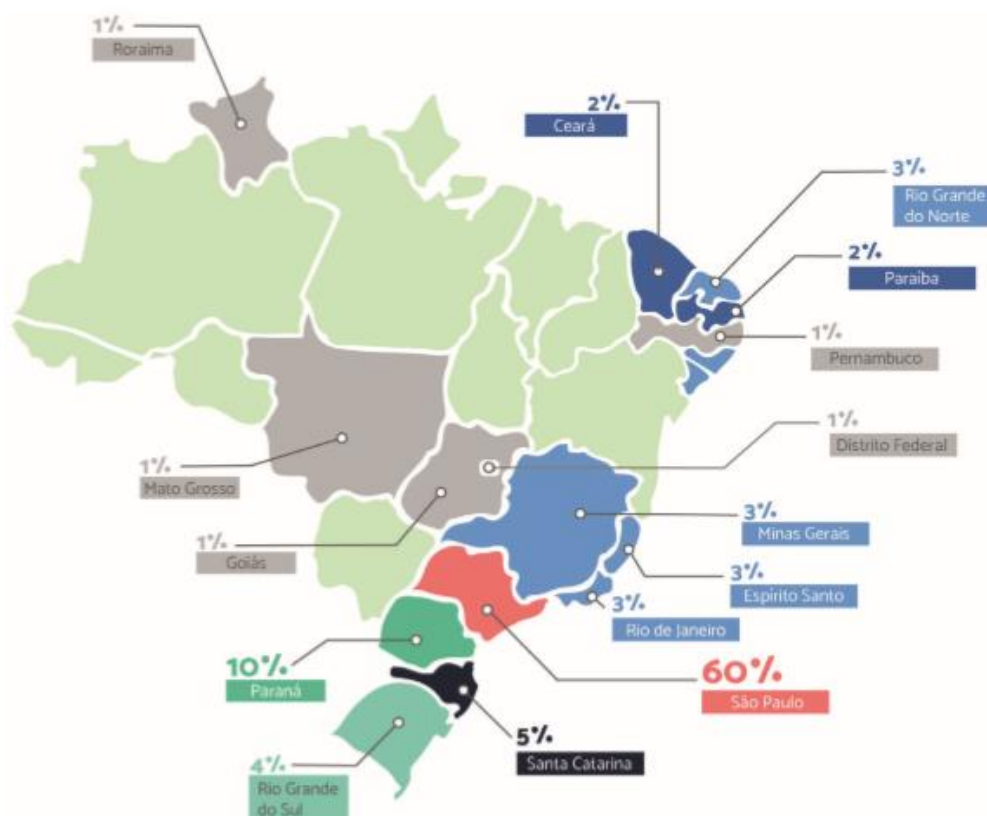 1%
Roraima
2%
Ceará
3%
Rio Grande
do Norte
2%
Paraíba
1%
Pernambuco
1%
Distrito Federal
1%
Mato Grosso
3%
Minas Gerais
1%
Goiás
3%
Espírito Santo
3%
Rio de Janeiro
10%
Paraná
60%
São Paulo
5%
Santa Catarina
4%
Rio Grande
do Sul